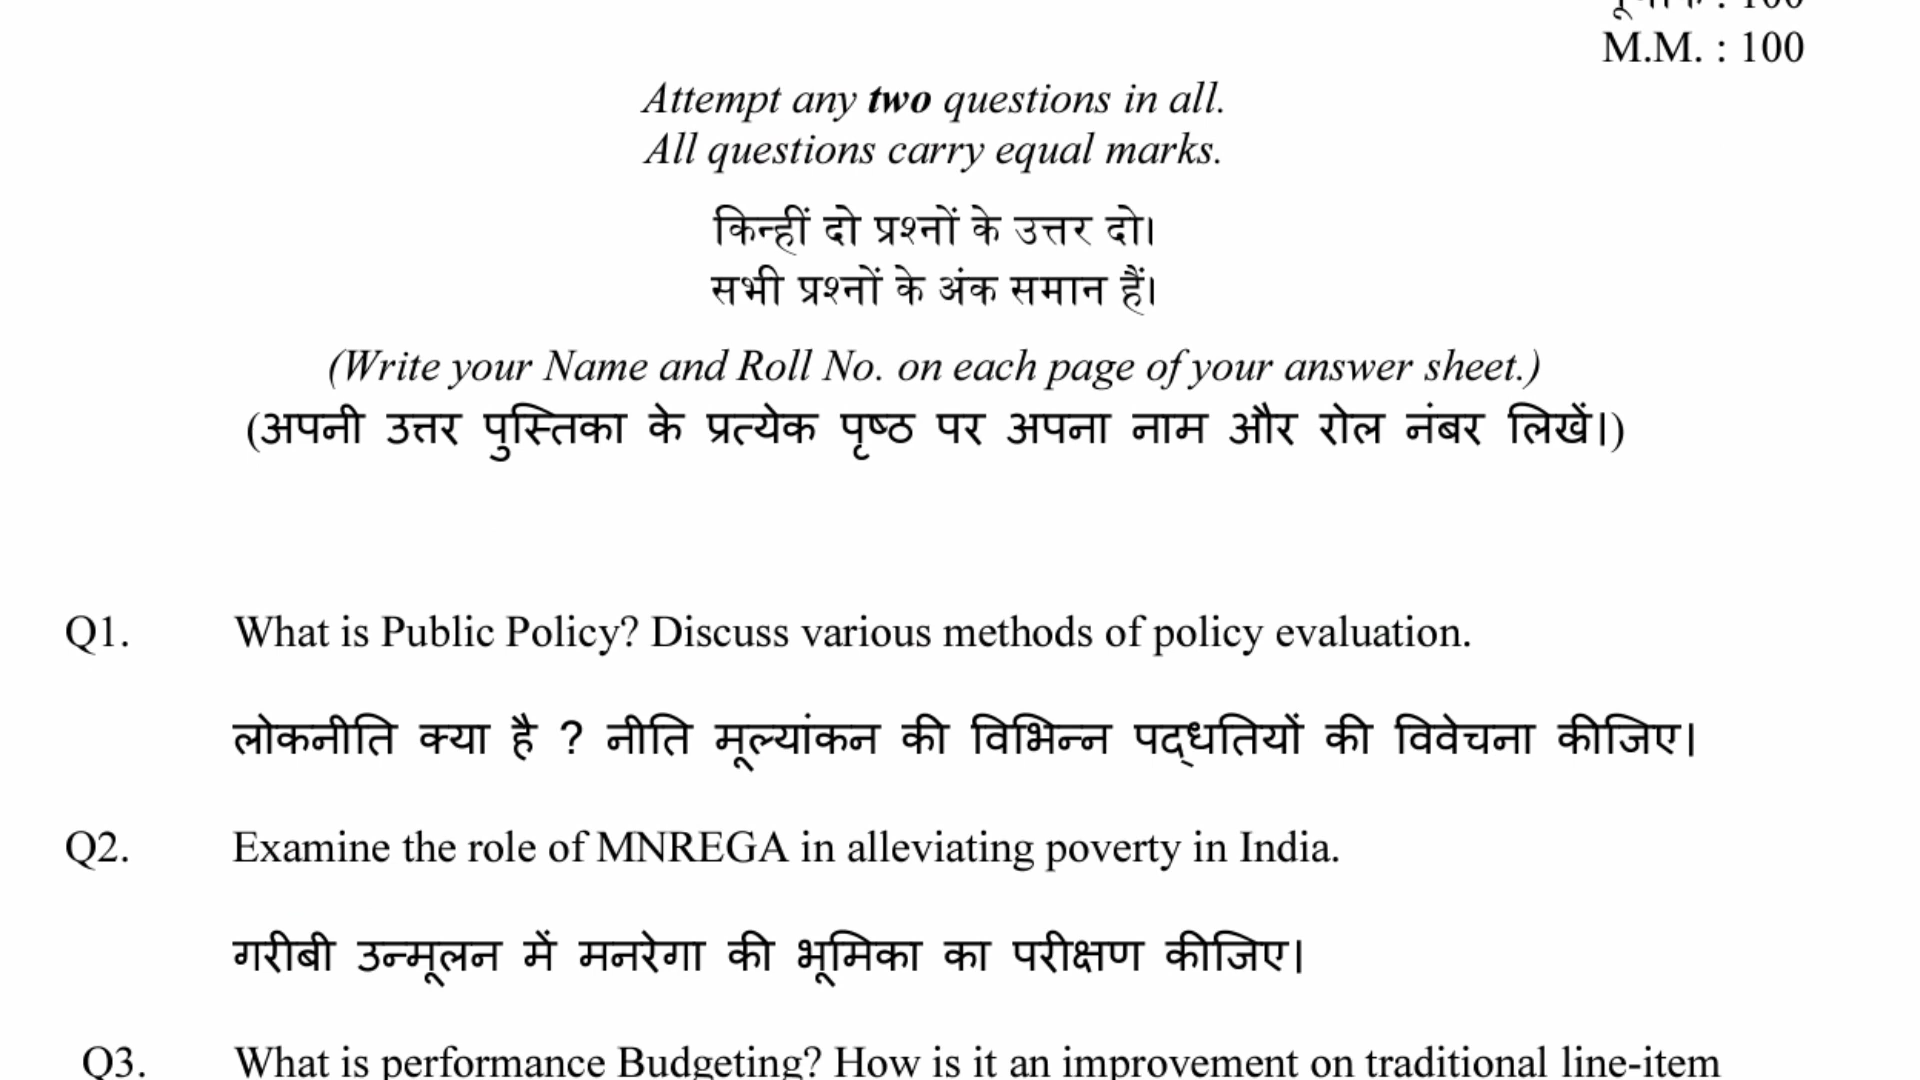 : 100
M.M. : 100
Attempt any two questions in all.
All questions carry equal marks.
किन्हीं दो प्रश्नों के उत्तर दो।
सभी प्रश्नों के अंक समान हैं।
(Write your Name and Roll No. on each page of your answer sheet.)
(अपनी उत्तर पुस्तिका के प्रत्येक पृष्ठ पर अपना नाम और रोल नंबर लिखें।)
Q1. What is Public Policy? Discuss various methods of policy evaluation.
लोकनीति क्या है ? नीति मूल्यांकन की विभिन्न पद्धतियों की विवेचना कीजिए।
Q2. Examine the role of MNREGA in alleviating poverty in India.
गरीबी उन्मूलन में मनरेगा की भूमिका का परीक्षण कीजिए।
Q3. What is performance Budgeting? How is it an improvement on traditional line-item